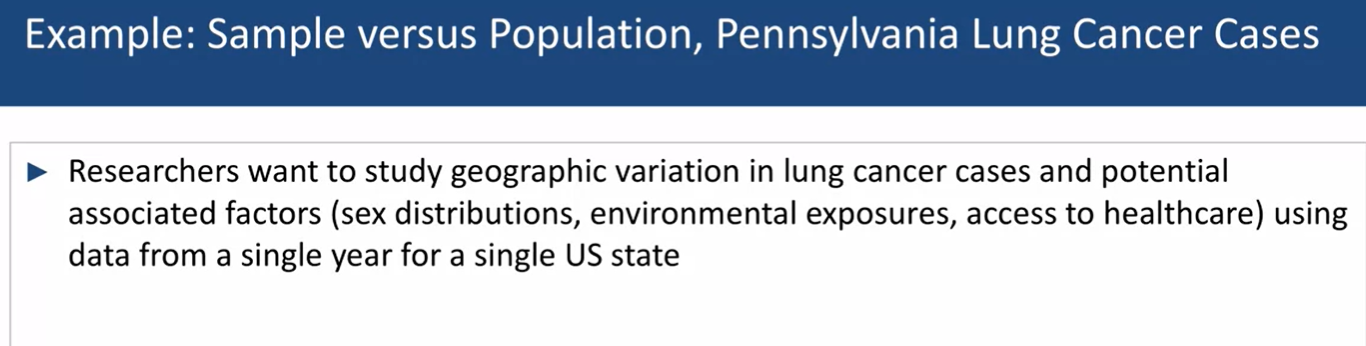 Example: Sample versus Population, Pennsylvania Lung Cancer Cases
Researchers want to study geographic variation in lung cancer cases and potential
associated factors (sex distributions, environmental exposures, access to healthcare) using
data from a single year for a single US state